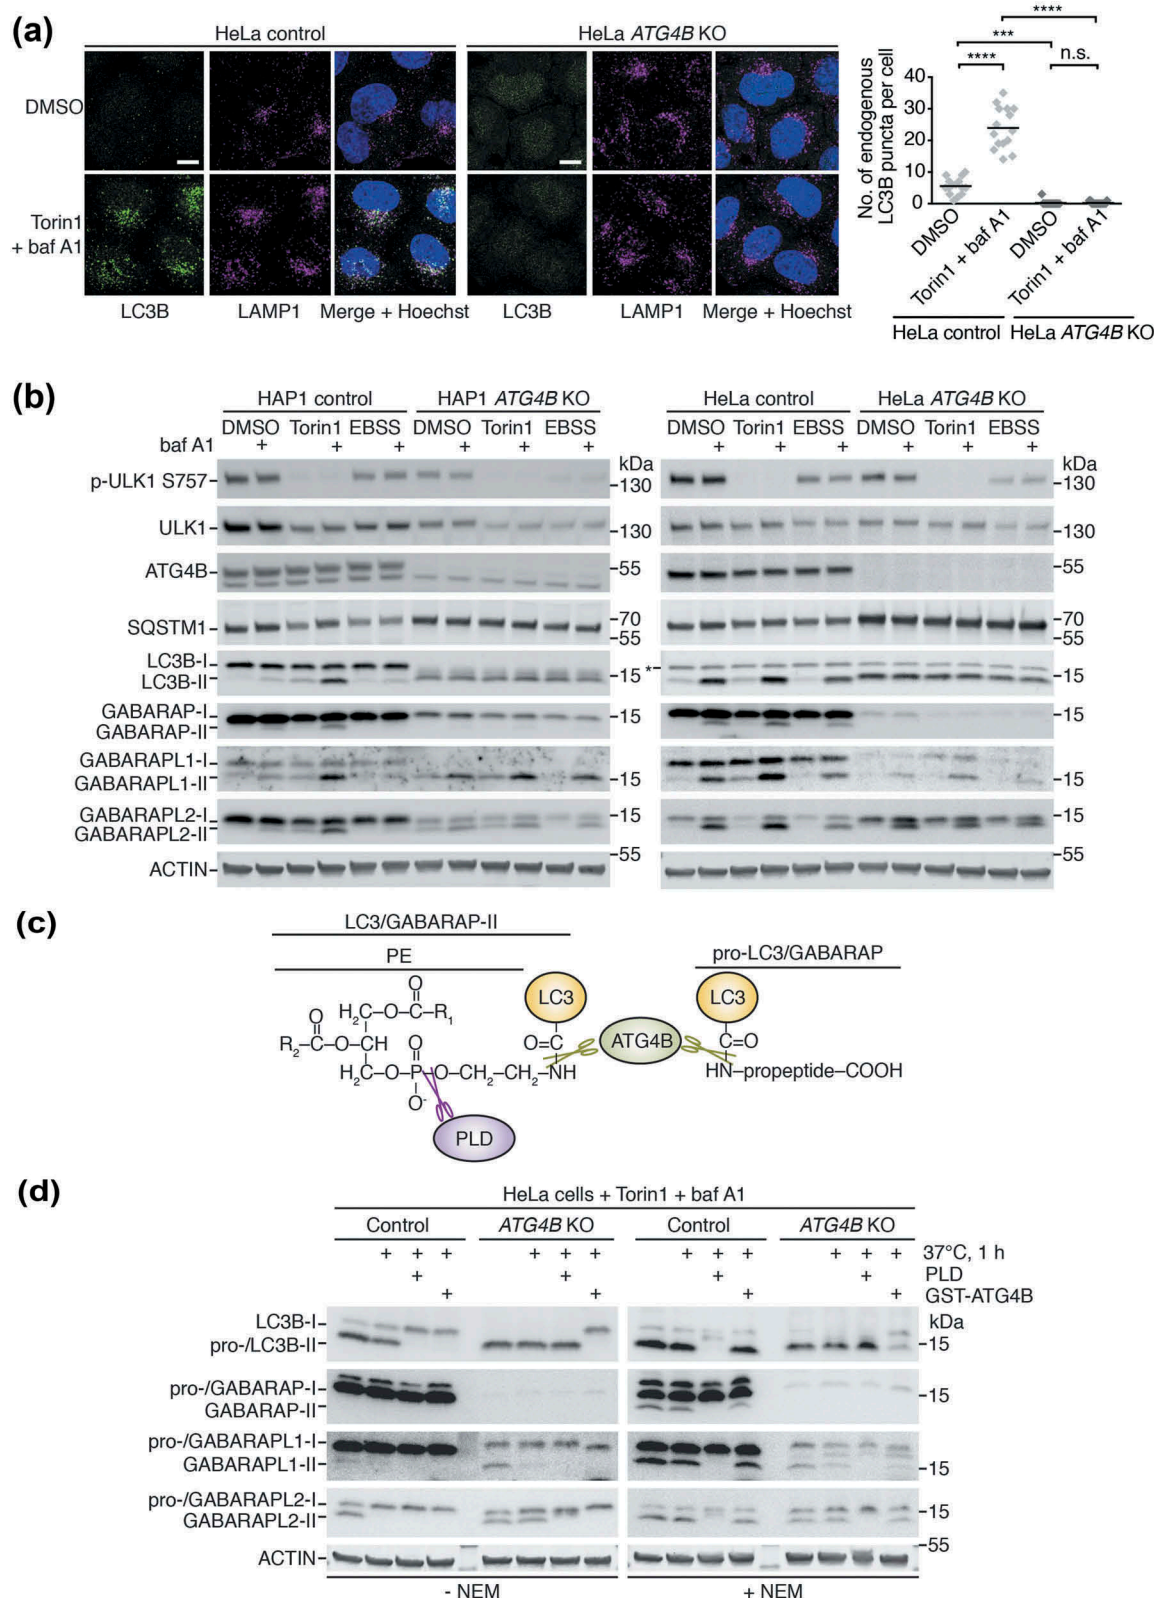 (a)
HeLa control
HeLa ATG4B KO
DMSO
Torin1
+ baf A1
LC3B
LAMP1
Merge + Hoechst
LC3B
LAMP1
Merge + Hoechst
****
***
****
n.s.
No. of endogenous
LC3B puncta per cell
40
30
20
10
0
DMSO
Torin1 + baf A1
DMSO
Torin1 + baf A1
HeLa control
HeLa ATG4B KO
(b)
HAP1 control
HAP1 ATG4B KO
HeLa control
HeLa ATG4B KO
DMSO Torin1 EBSS DMSO Torin1 EBSS
DMSO Torin1 EBSS DMSO Torin1 EBSS
baf A1 + + + + + +
+ + + + + +
kDa
kDa
p-ULK1 S757
130
130
ULK1
130
130
ATG4B
55
55
SQSTM1
70
55
70
55
LC3B-I
LC3B-II
15
*
15
GABARAP-I
GABARAP-II
15
15
GABARAPL1-I
GABARAPL1-II
15
15
GABARAPL2-I
GABARAPL2-II
15
15
ACTIN
55
55
(c)
LC3/GABARAP-II
PE
pro-LC3/GABARAP
O
H2C–O–C–R1
O
R2–C–O–CH
O
H2C–O–P–O–CH2–CH2–NH
O-
LC3
O=C
ATG4B
LC3
C=O
HN–propeptide–COOH
PLD
(d)
HeLa cells + Torin1 + baf A1
Control
ATG4B KO
Control
ATG4B KO
+ + + + + + + + + + + + 37°C, 1 h
+ + + + PLD
+ + + + GST-ATG4B
kDa
LC3B-I
pro-/LC3B-II
15
pro-/GABARAP-I
GABARAP-II
15
pro-/GABARAPL1-I
GABARAPL1-II
15
pro-/GABARAPL2-I
GABARAPL2-II
15
55
ACTIN
- NEM
+ NEM